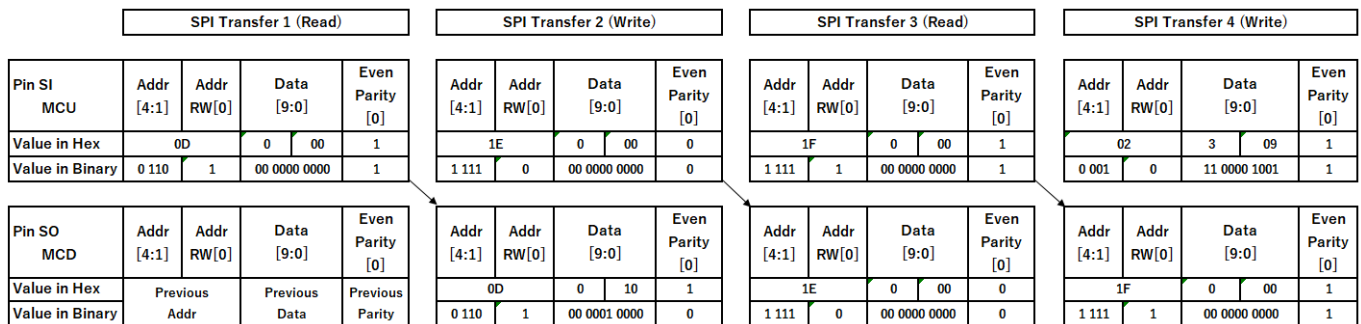 SPI Transfer 1 (Read) SPI Transfer 2 (Write) SPI Transfer 3 (Read) SPI Transfer 4 (Write)
Pin SI MCU Addr [4:1] Addr RW[0] Data [9:0] Even Parity [0] Addr [4:1] Addr RW[0] Data [9:0] Even Parity [0] Addr [4:1] Addr RW[0] Data [9:0] Even Parity [0] Addr [4:1] Addr RW[0] Data [9:0] Even Parity [0]
Value in Hex 0D 0 00 1 1E 0 00 0 1F 0 00 1 02 3 09 1
Value in Binary 0 110 1 00 0000 0000 1 1 111 0 00 0000 0000 0 1 111 1 00 0000 0000 1 0 001 0 11 0000 1001 1
Pin SO MCD Addr [4:1] Addr RW[0] Data [9:0] Even Parity [0] Addr [4:1] Addr RW[0] Data [9:0] Even Parity [0] Addr [4:1] Addr RW[0] Data [9:0] Even Parity [0] Addr [4:1] Addr RW[0] Data [9:0] Even Parity [0]
Value in Hex Previous Addr Previous Data Previous Parity 0D 0 10 1 1E 0 00 0 1F 0 00 1
Value in Binary 0 110 1 00 0001 0000 0 1 111 0 00 0000 0000 0 1 111 1 00 0000 0000 1